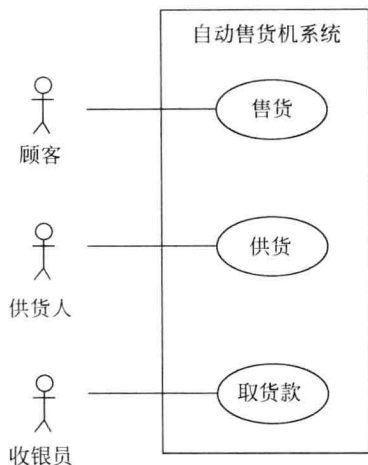 自动售货机系统
售货
顾客
供货
供货人
取货款
收银员